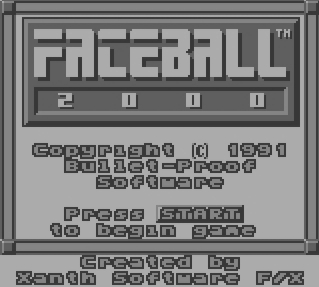 FACEBALL™
2 0 0 0
Copyright © 1991
Bullet-Proof
Software
Press START
to begin game
Created by
Xanth Software F/X